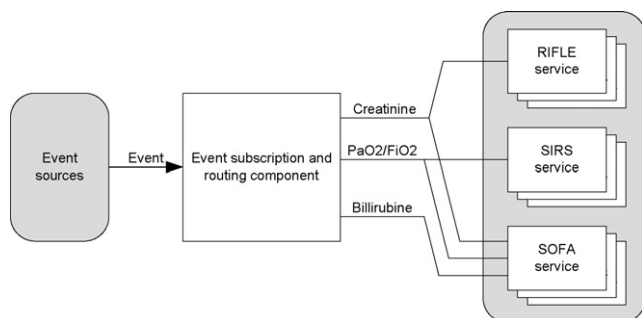 Event
sources
Event
Event subscription and
routing component
Creatinine
PaO2/FiO2
Billirubine
RIFLE
service
SIRS
service
SOFA
service